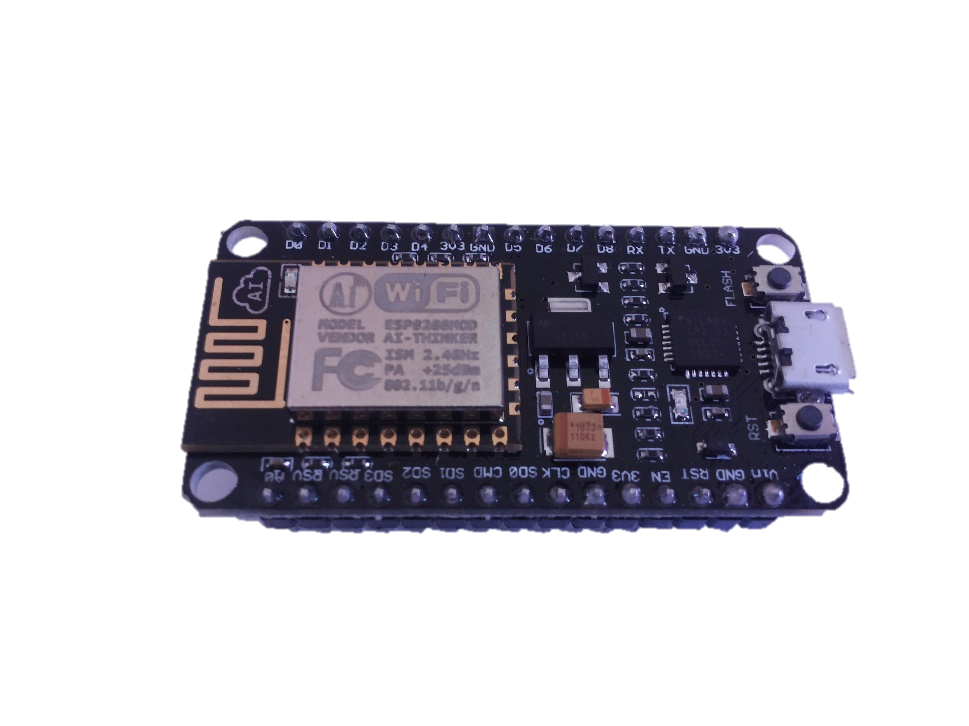 D0 D1 D2 D3 D4 3V3 GND D5 D6 D7 D8 RX TX GND 3V3
FLASH
AI
Ai WiFi
MODEL ESP8266MOD
VENDOR AI-THINKER
FC ISM 2.4GHz
PA +25dBm
802.11b/g/n
RST
A0 RSV RSV SD3 SD2 SD1 CMD SD0 CLK GND 3V3 EN RST GND Vin